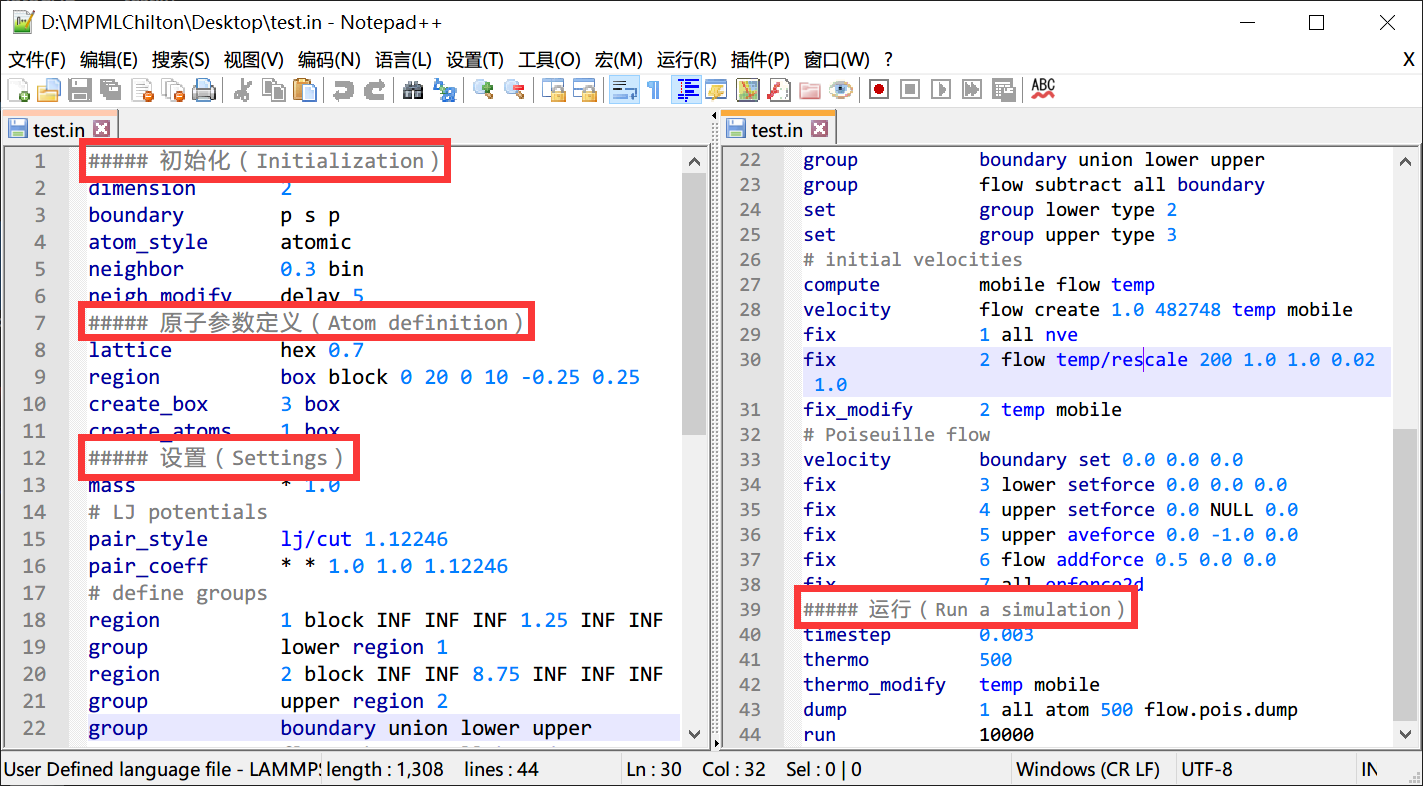 D:\MPMLChilton\Desktop\test.in - Notepad++
文件(F) 编辑(E) 搜索(S) 视图(V) 编码(N) 语言(L) 设置(T) 工具(O) 宏(M) 运行(R) 插件(P) 窗口(W) ? X
ABC
test.in
1 ##### 初始化（Initialization）
2 dimension 2
3 boundary p s p
4 atom_style atomic
5 neighbor 0.3 bin
6 neigh_modify delay 5
7 ##### 原子参数定义（Atom definition）
8 lattice hex 0.7
9 region box block 0 20 0 10 -0.25 0.25
10 create_box 3 box
11 create_atoms 1 box
12 ##### 设置（Settings）
13 mass * 1.0
14 # LJ potentials
15 pair_style lj/cut 1.12246
16 pair_coeff * * 1.0 1.0 1.12246
17 # define groups
18 region 1 block INF INF INF 1.25 INF INF
19 group lower region 1
20 region 2 block INF INF 8.75 INF INF INF
21 group upper region 2
22 group boundary union lower upper
test.in
22 group boundary union lower upper
23 group flow subtract all boundary
24 set group lower type 2
25 set group upper type 3
26 # initial velocities
27 compute mobile flow temp
28 velocity flow create 1.0 482748 temp mobile
29 fix 1 all nve
30 fix 2 flow temp/rescale 200 1.0 1.0 0.02
1.0
31 fix_modify 2 temp mobile
32 # Poiseuille flow
33 velocity boundary set 0.0 0.0 0.0
34 fix 3 lower setforce 0.0 0.0 0.0
35 fix 4 upper setforce 0.0 NULL 0.0
36 fix 5 upper aveforce 0.0 -1.0 0.0
37 fix 6 flow addforce 0.5 0.0 0.0
38 fix 7 all enforce2d
39 ##### 运行（Run a simulation）
40 timestep 0.003
41 thermo 500
42 thermo_modify temp mobile
43 dump 1 all atom 500 flow.pois.dump
44 run 10000
User Defined language file - LAMMPS length : 1,308 lines : 44 Ln : 30 Col : 32 Sel : 0 | 0 Windows (CR LF) UTF-8 IN